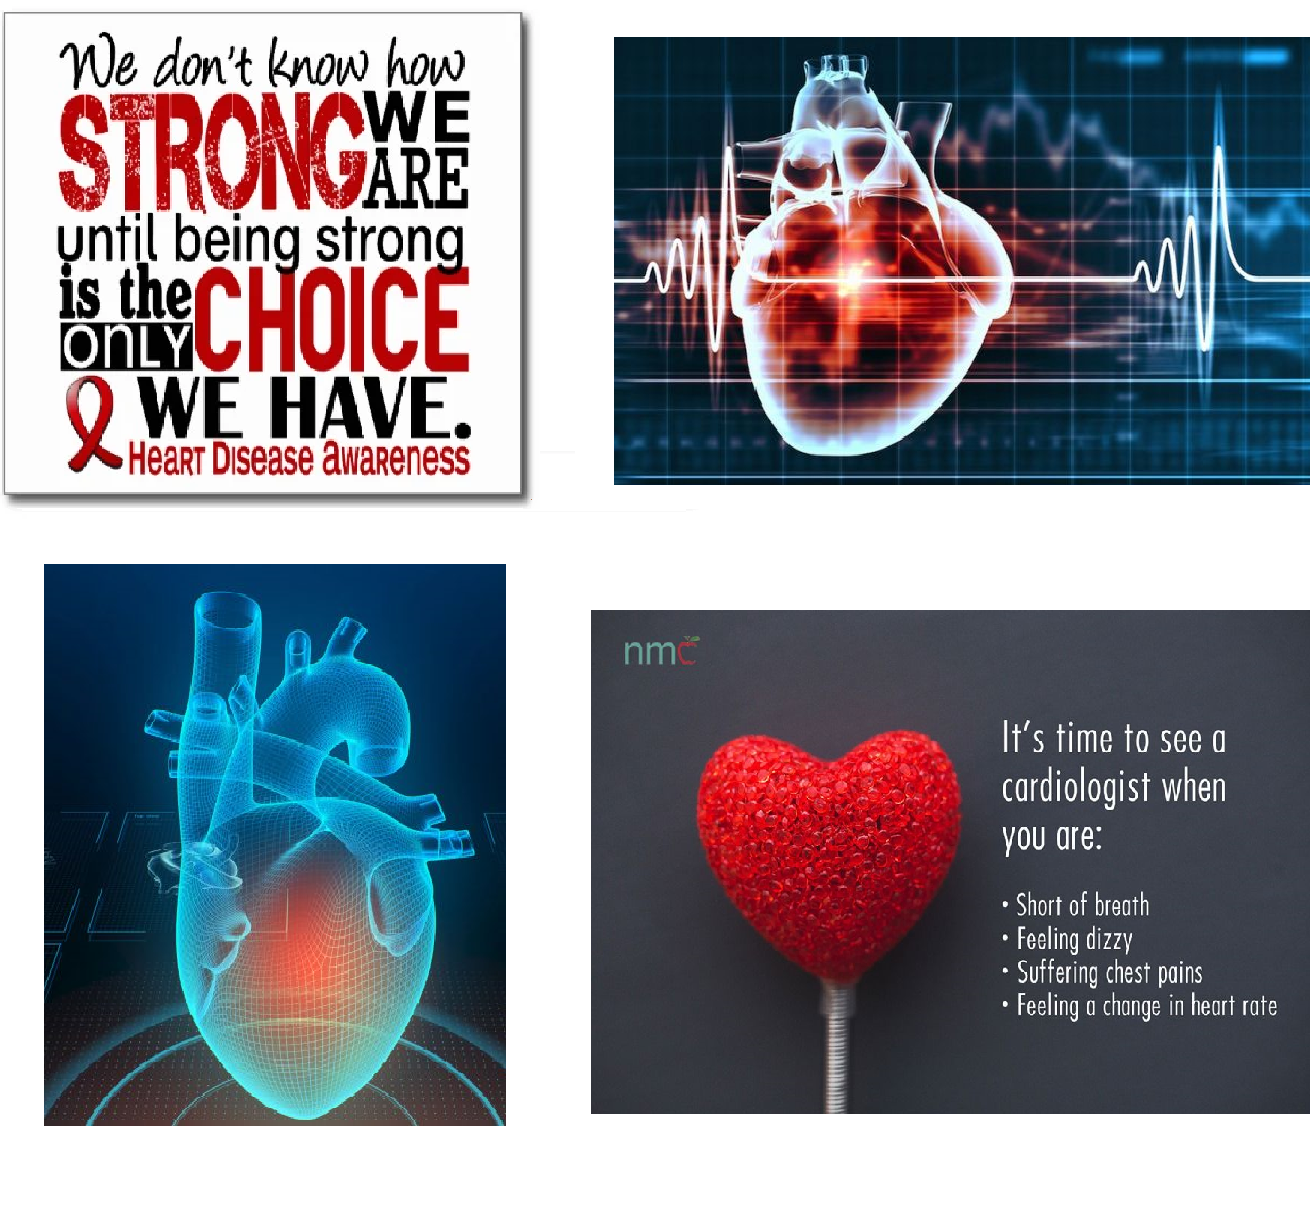 We don't know how
STRONG WE
ARE
until being strong
is the
ONLY CHOICE
WE HAVE.
Heart Disease Awareness
nmc
It's time to see a
cardiologist when
you are:
• Short of breath
• Feeling dizzy
• Suffering chest pains
• Feeling a change in heart rate